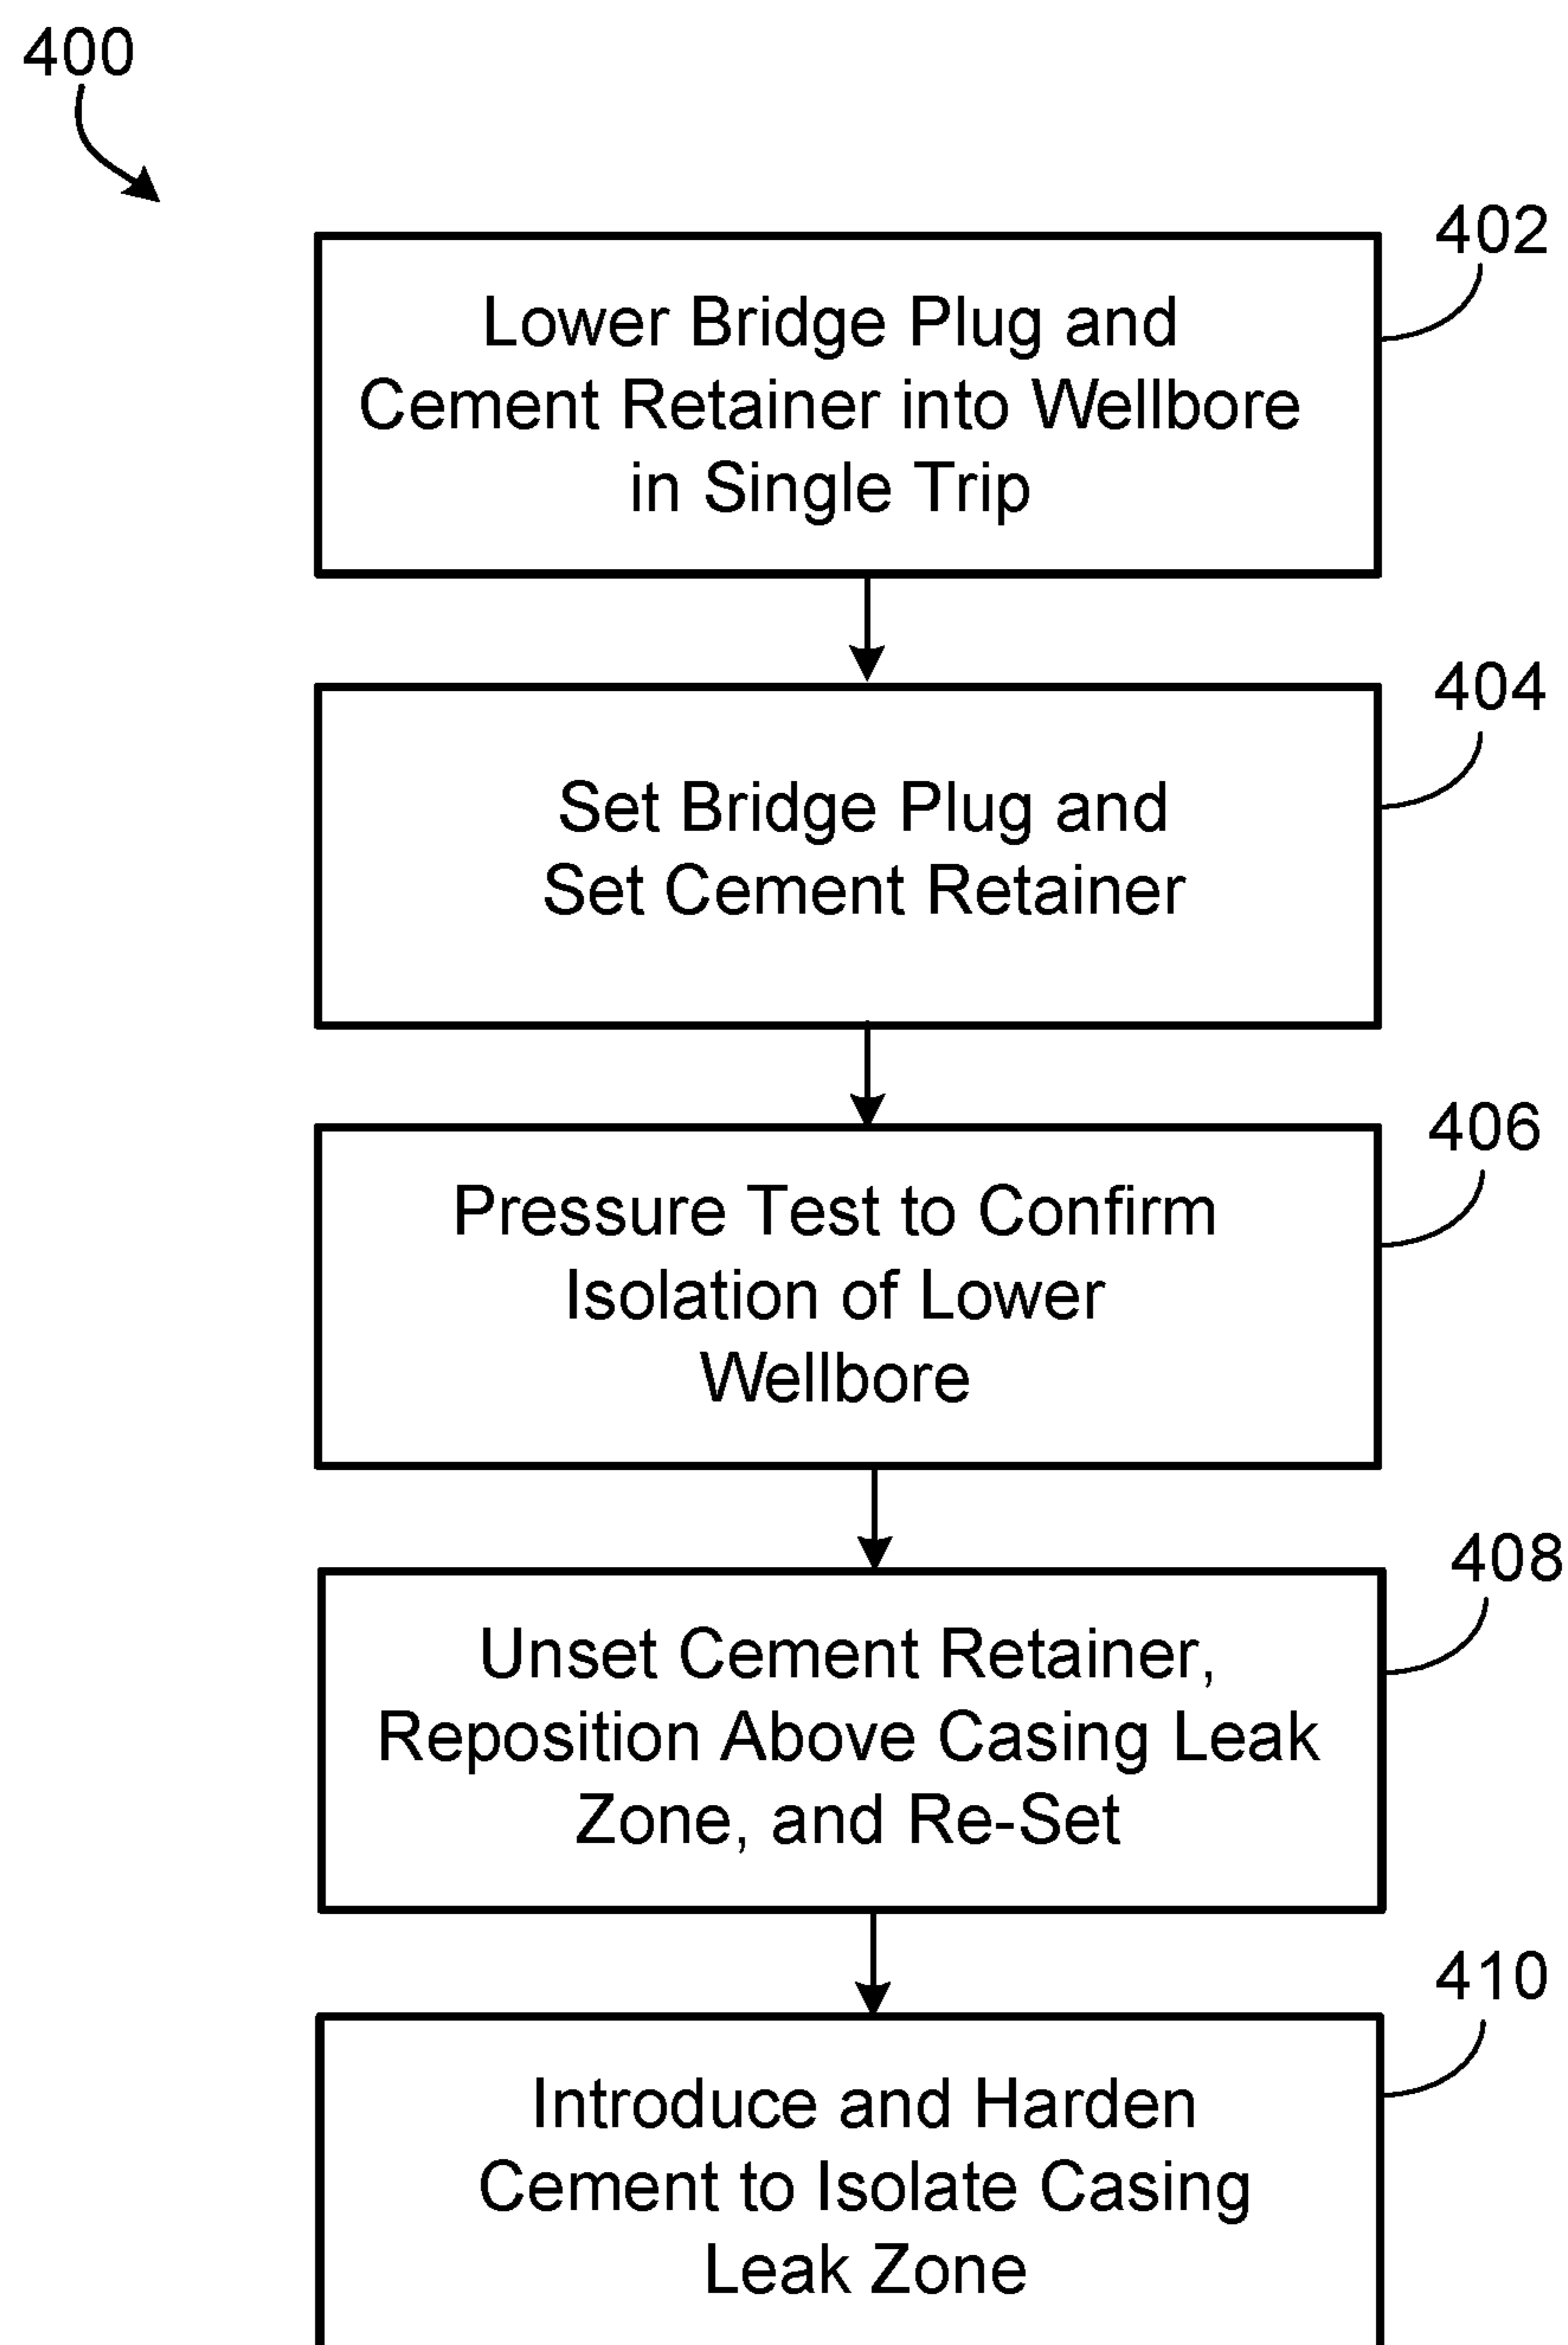 400
402
Lower Bridge Plug and
Cement Retainer into Wellbore
in Single Trip
404
Set Bridge Plug and
Set Cement Retainer
406
Pressure Test to Confirm
Isolation of Lower
Wellbore
408
Unset Cement Retainer,
Reposition Above Casing Leak
Zone, and Re-Set
410
Introduce and Harden
Cement to Isolate Casing
Leak Zone